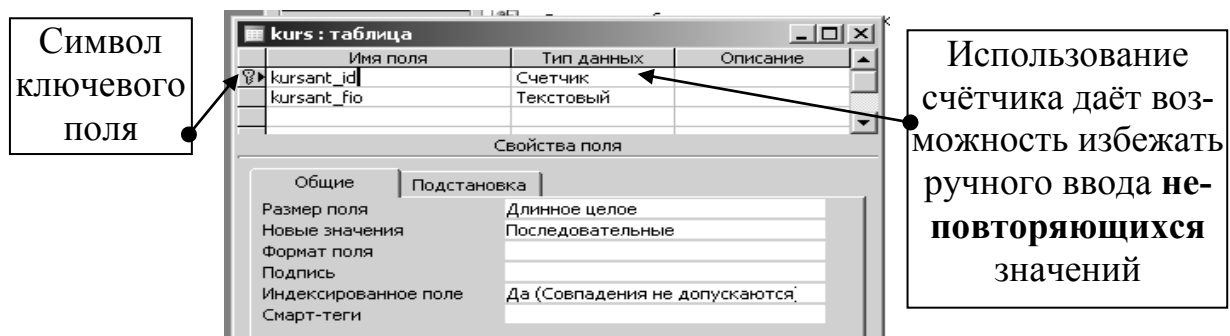 Символ
ключевого
поля
kurs : таблица
Имя поля Тип данных Описание
kursant_id Счетчик
kursant_fio Текстовый
Свойства поля
Общие Подстановка
Размер поля Длинное целое
Новые значения Последовательные
Формат поля
Подпись
Индексированное поле Да (Совпадения не допускаются)
Смарт-теги
Использование
счётчика даёт воз-
можность избежать
ручного ввода не-
повторяющихся
значений